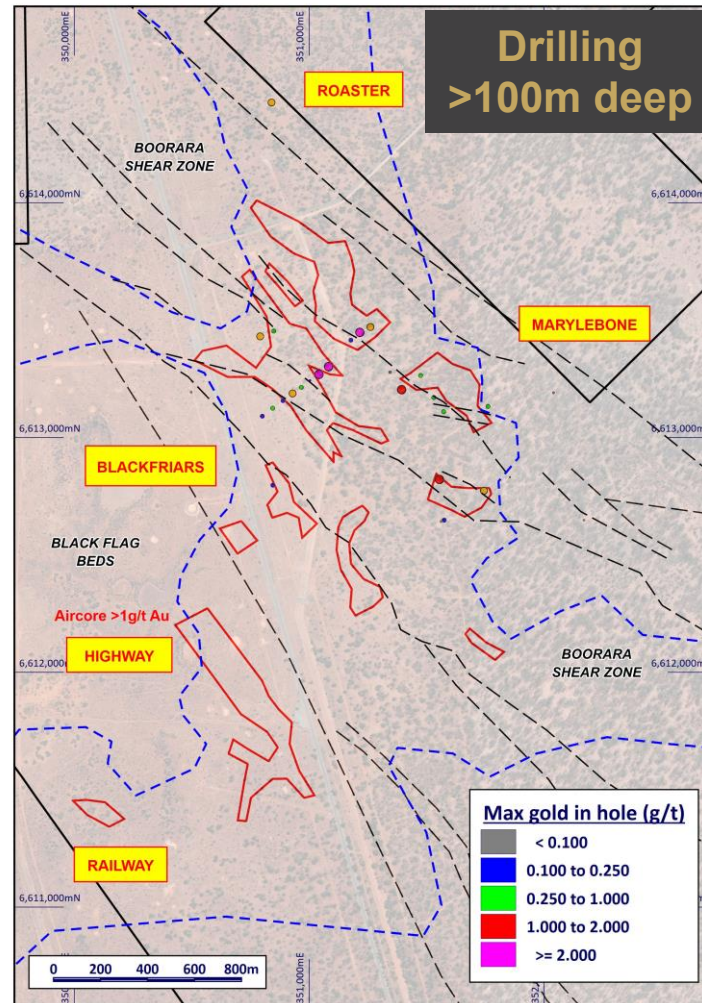 Drilling
>100m deep
350,000mE
351,000mE
ROASTER
BOORARA
SHEAR ZONE
6,614,000mN
6,614,000m
MARYLEBONE
6,613,000mN
6,613,000m
BLACKFRIARS
BLACK FLAG
BEDS
Aircore >1g/t Au
HIGHWAY
BOORARA
SHEAR ZONE
6,612,000mN
6,612,000m
RAILWAY
6,611,000mN
Max gold in hole (g/t)
< 0.100
0.100 to 0.250
0.250 to 1.000
1.000 to 2.000
>= 2.000
0 200 400 600 800m
351,000mE